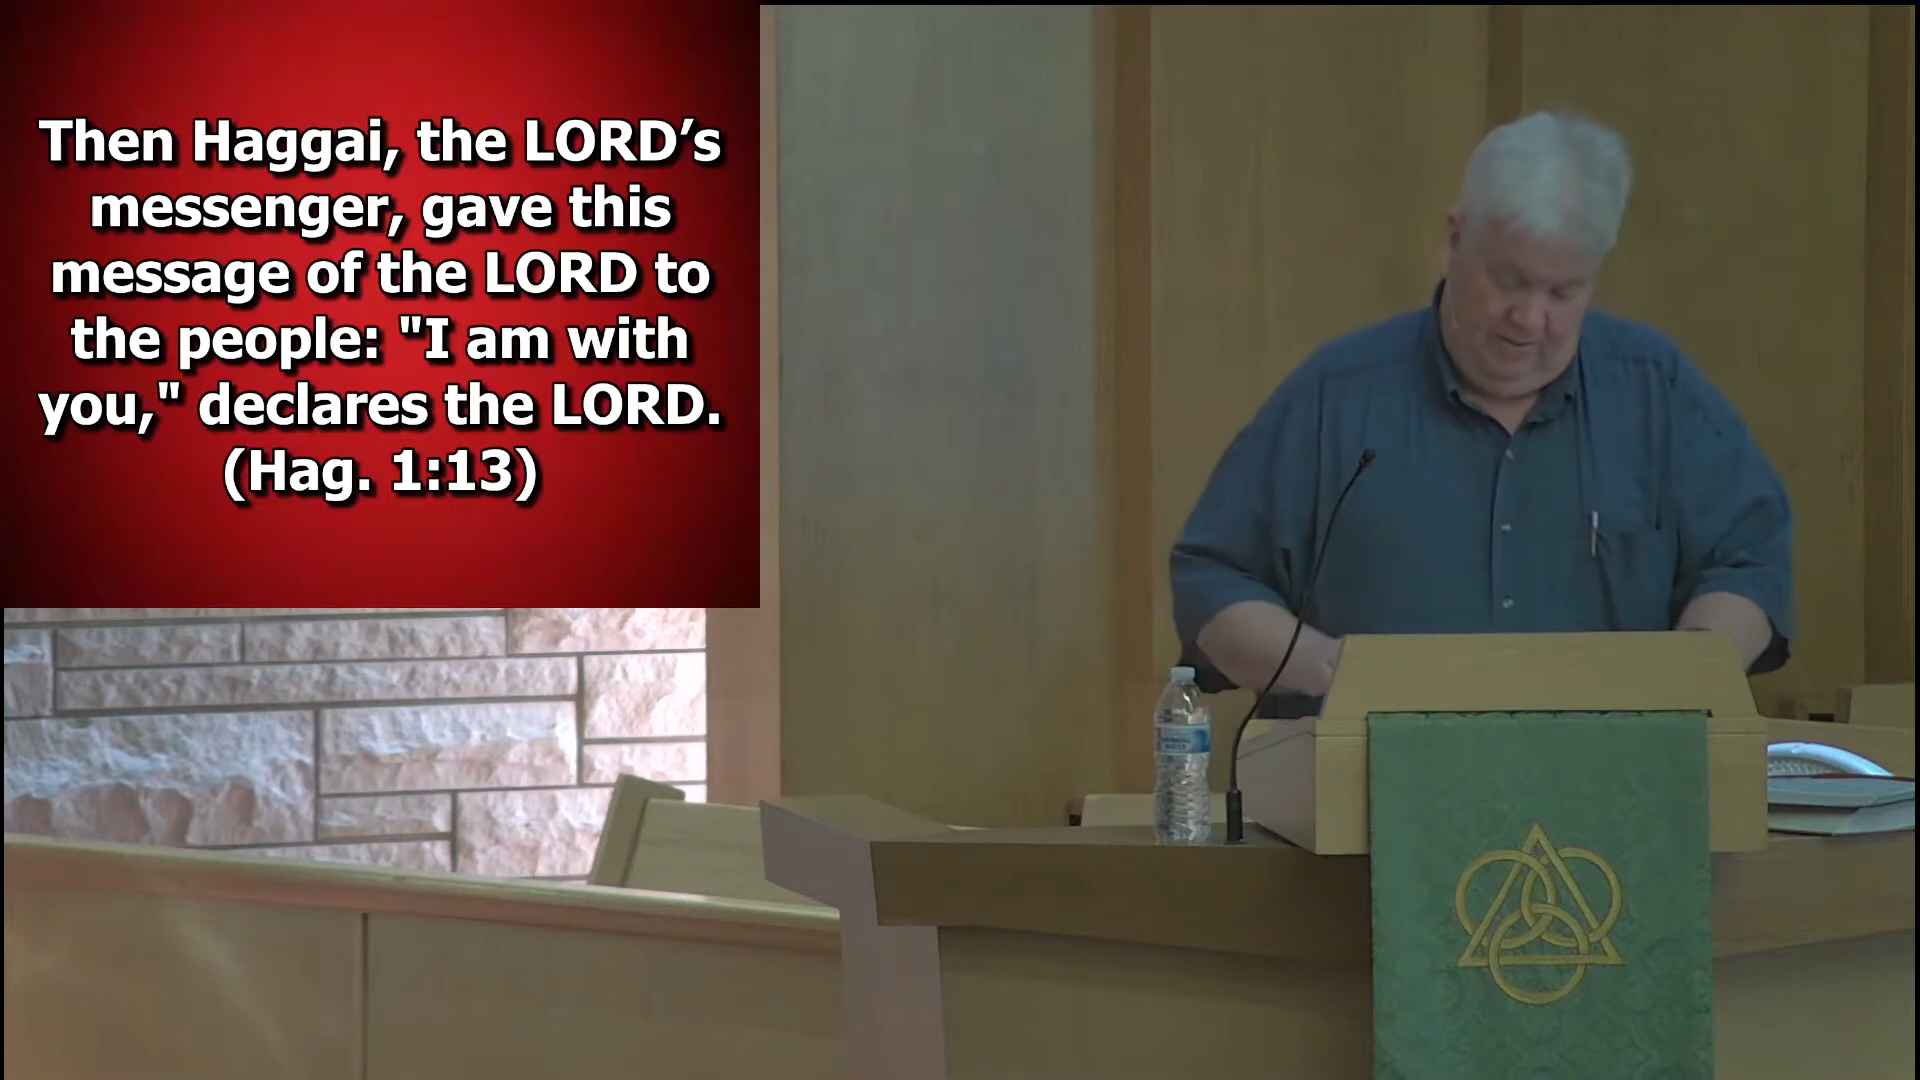 Then Haggai, the LORD’s
messenger, gave this
message of the LORD to
the people: "I am with
you," declares the LORD.
(Hag. 1:13)